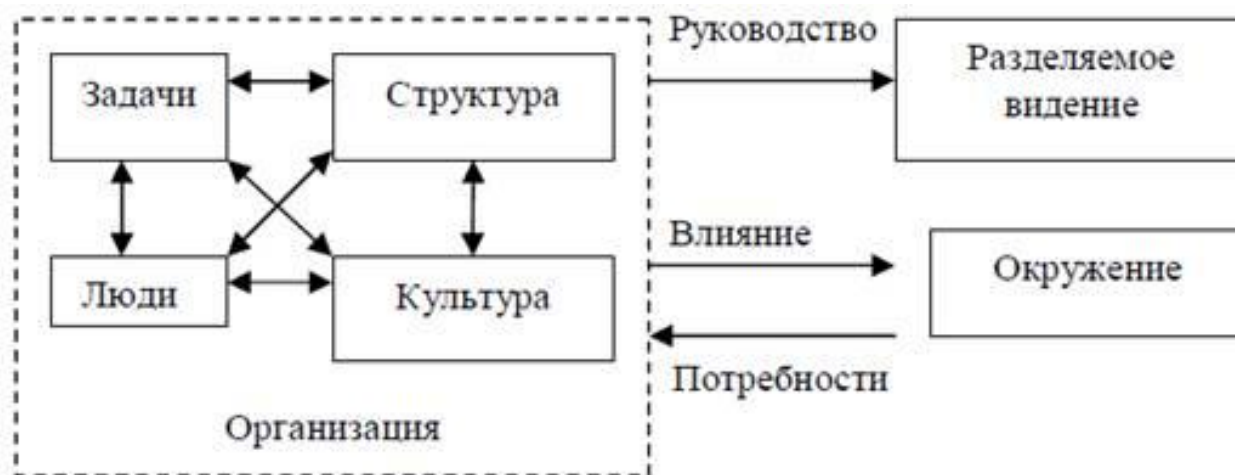 Руководство
Задачи
Структура
Разделяемое
видение
Влияние
Люди
Культура
Окружение
Потребности
Организация